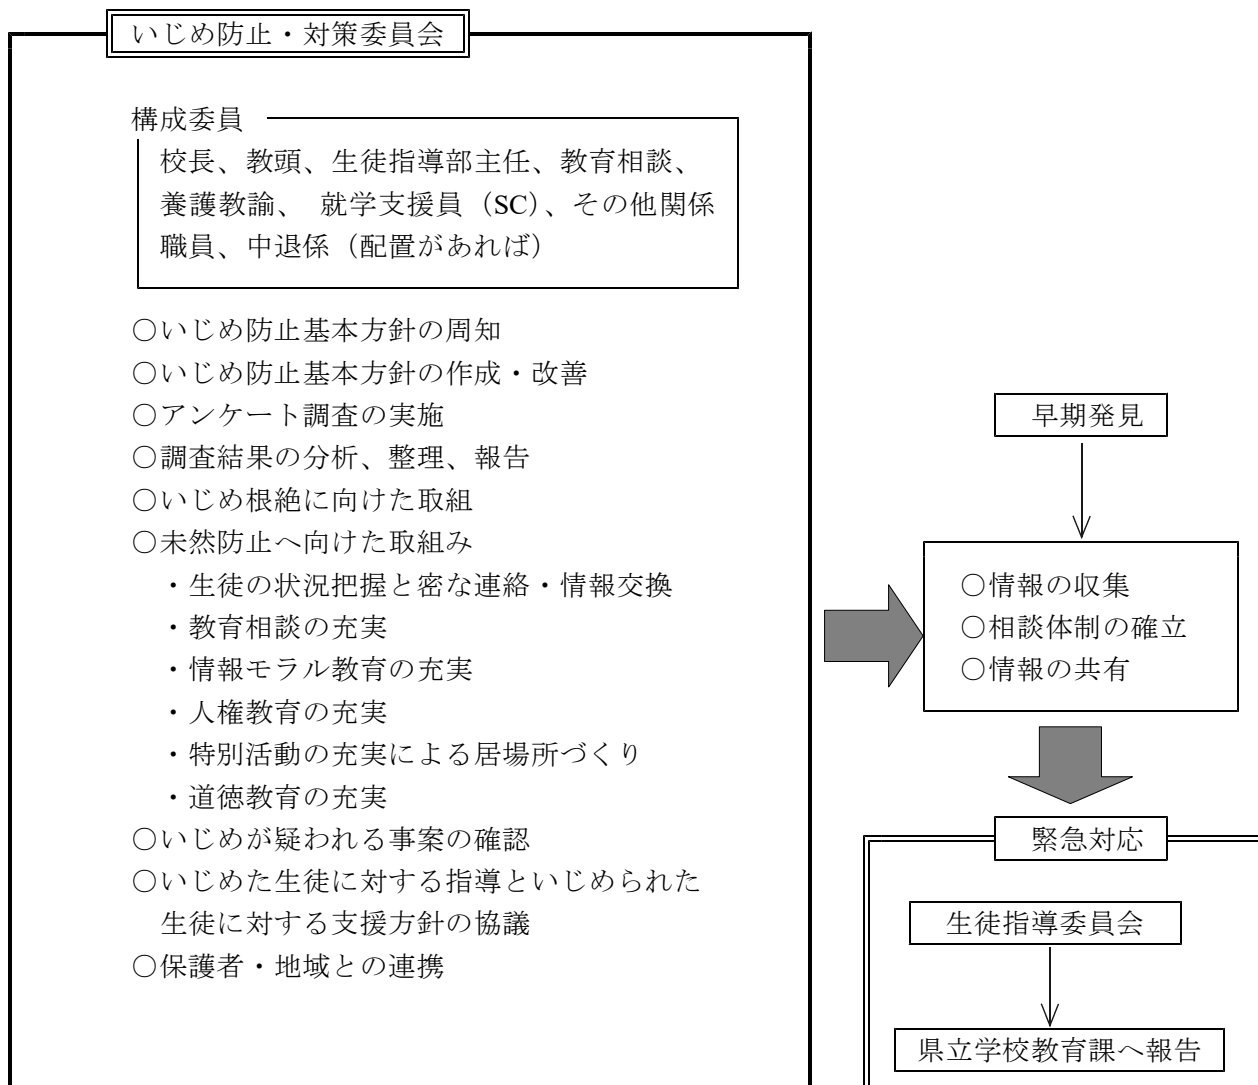 いじめ防止・対策委員会
構成委員
校長、教頭、生徒指導部主任、教育相談、
養護教諭、 就学支援員（SC）、その他関係
職員、中退係（配置があれば）
○いじめ防止基本方針の周知
○いじめ防止基本方針の作成・改善
○アンケート調査の実施
○調査結果の分析、整理、報告
○いじめ根絶に向けた取組
○未然防止へ向けた取組み
・生徒の状況把握と密な連絡・情報交換
・教育相談の充実
・情報モラル教育の充実
・人権教育の充実
・特別活動の充実による居場所づくり
・道徳教育の充実
○いじめが疑われる事案の確認
○いじめた生徒に対する指導といじめられた
生徒に対する支援方針の協議
○保護者・地域との連携
早期発見
○情報の収集
○相談体制の確立
○情報の共有
緊急対応
生徒指導委員会
県立学校教育課へ報告